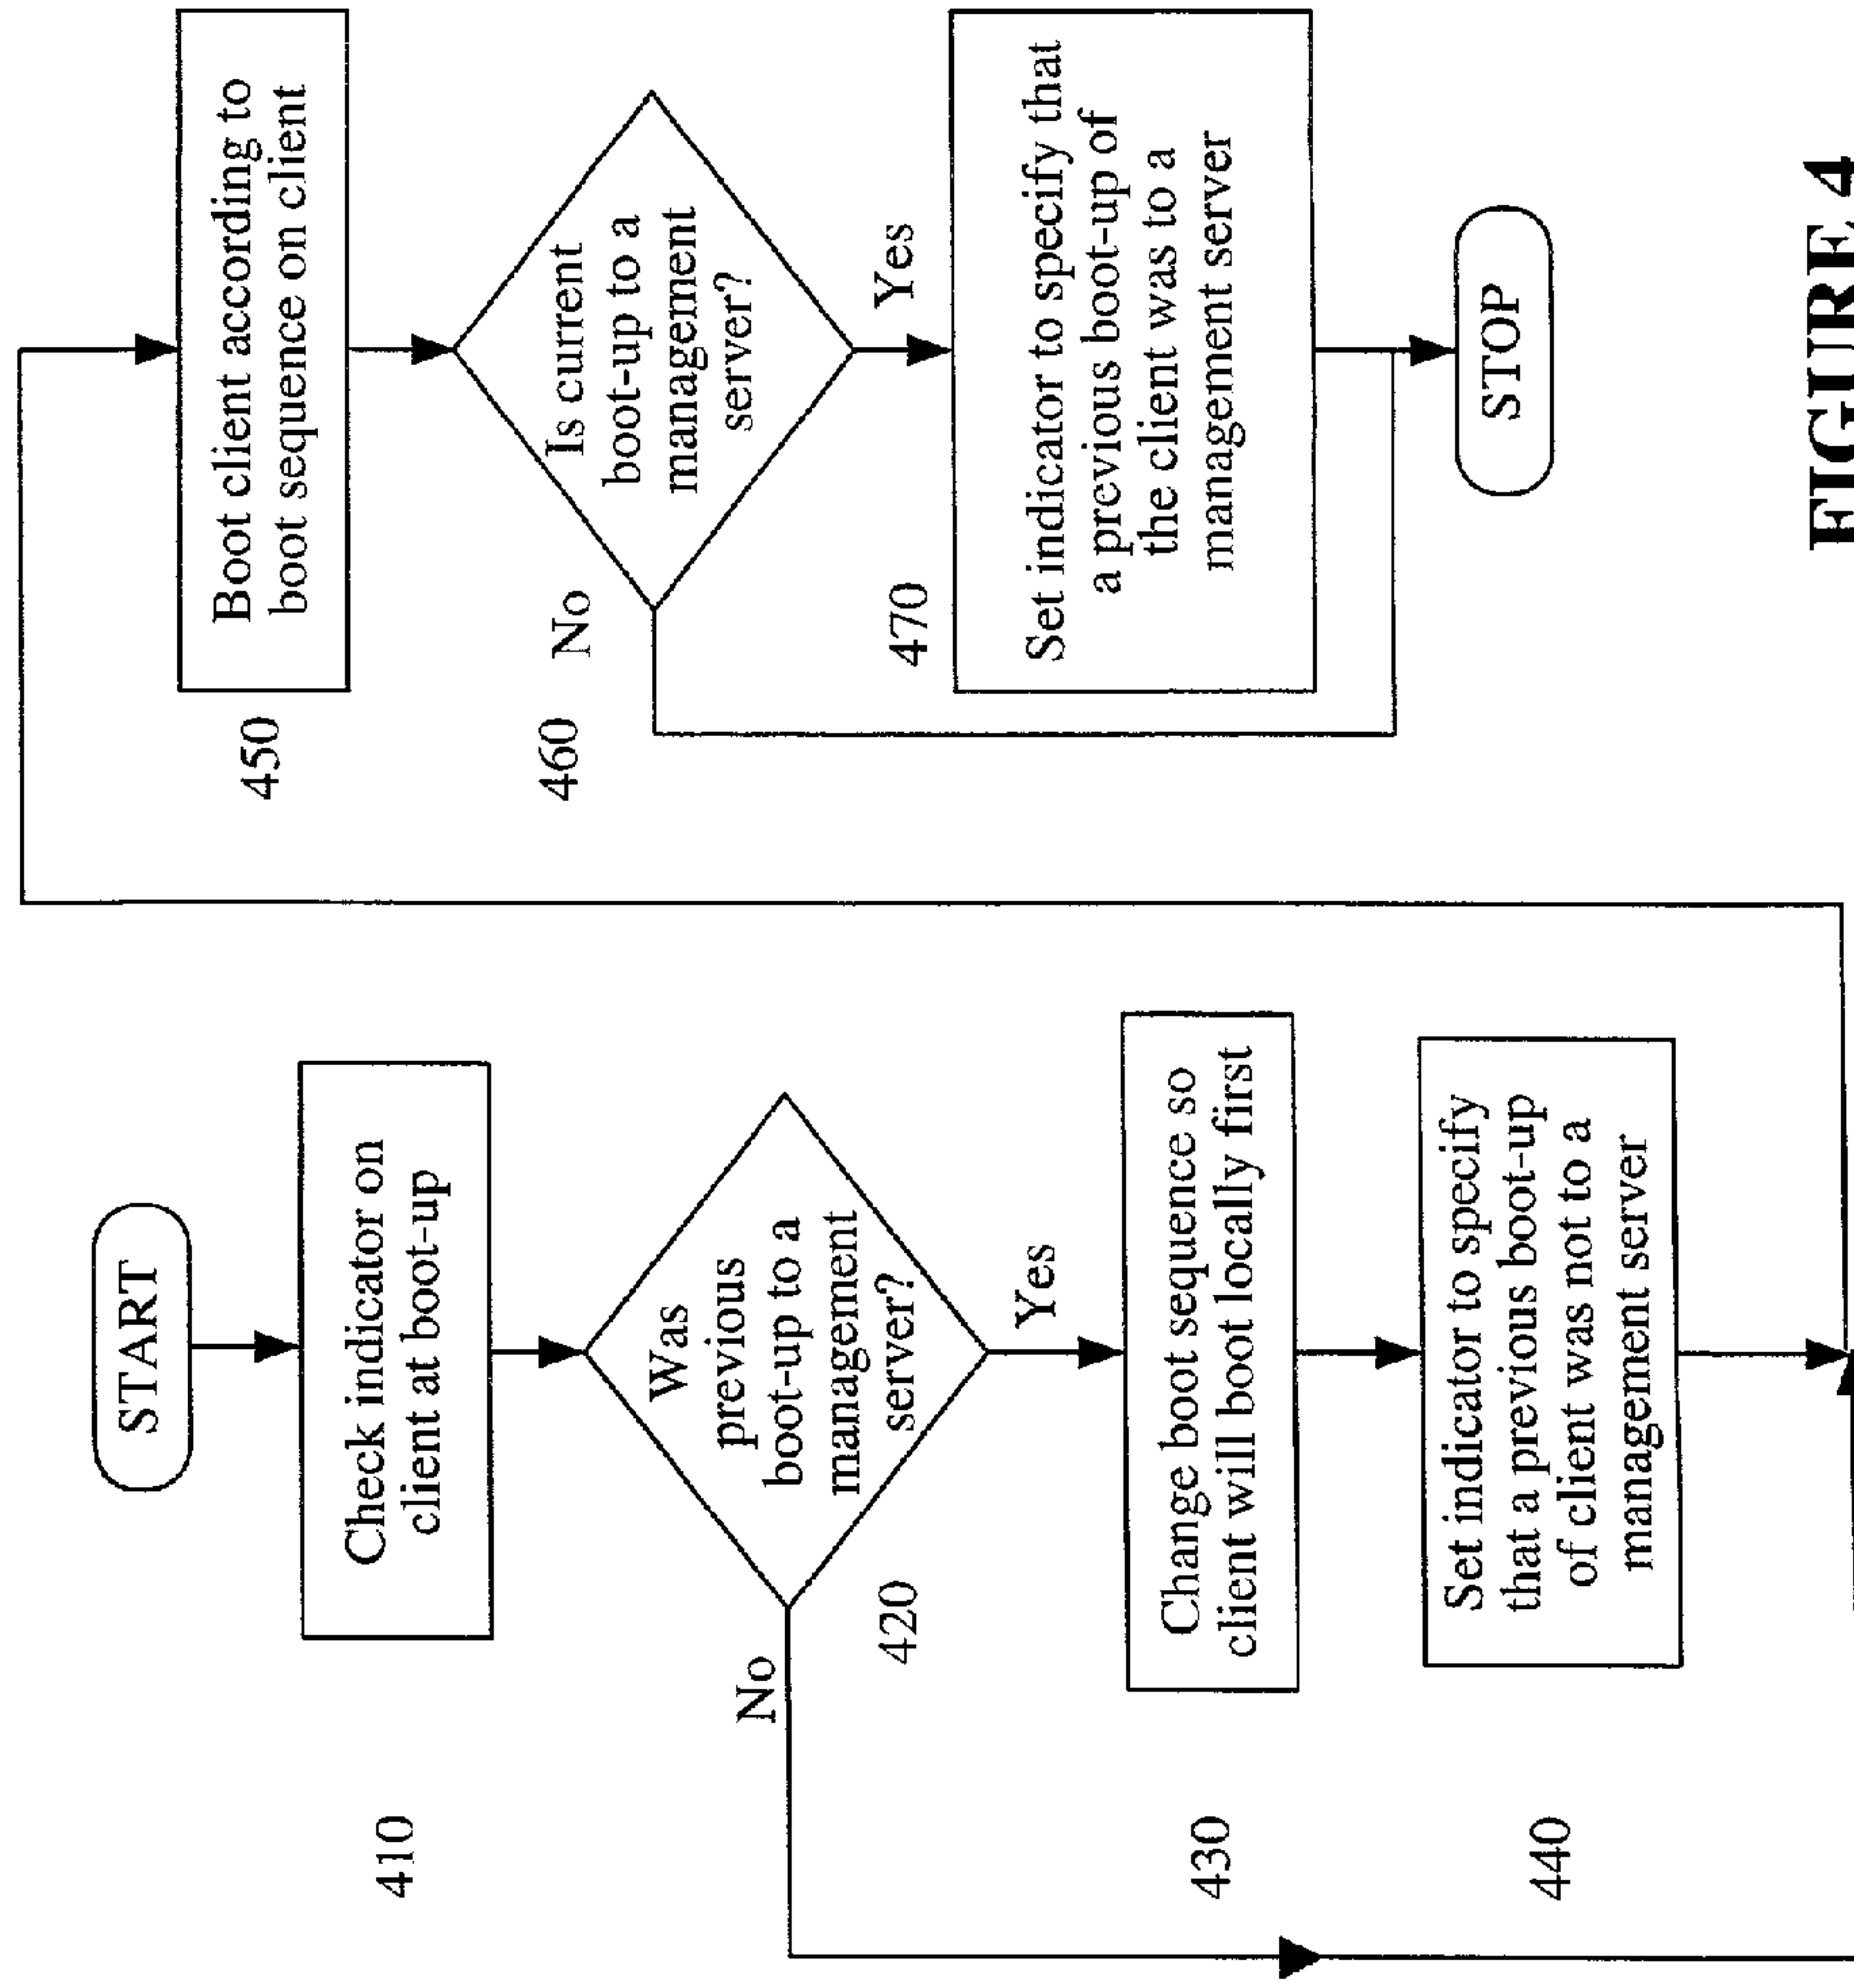 START
410
Check indicator on
client at boot-up
Was
previous
boot-up to a
management
server?
No
420
Yes
430
Change boot sequence so
client will boot locally first
440
Set indicator to specify
that a previous boot-up
of client was not to a
management server
450
Boot client according to
boot sequence on client
460
No
Is current
boot-up to a
management
server?
Yes
470
Set indicator to specify that
a previous boot-up of
the client was to a
management server
STOP
FIGURE 4